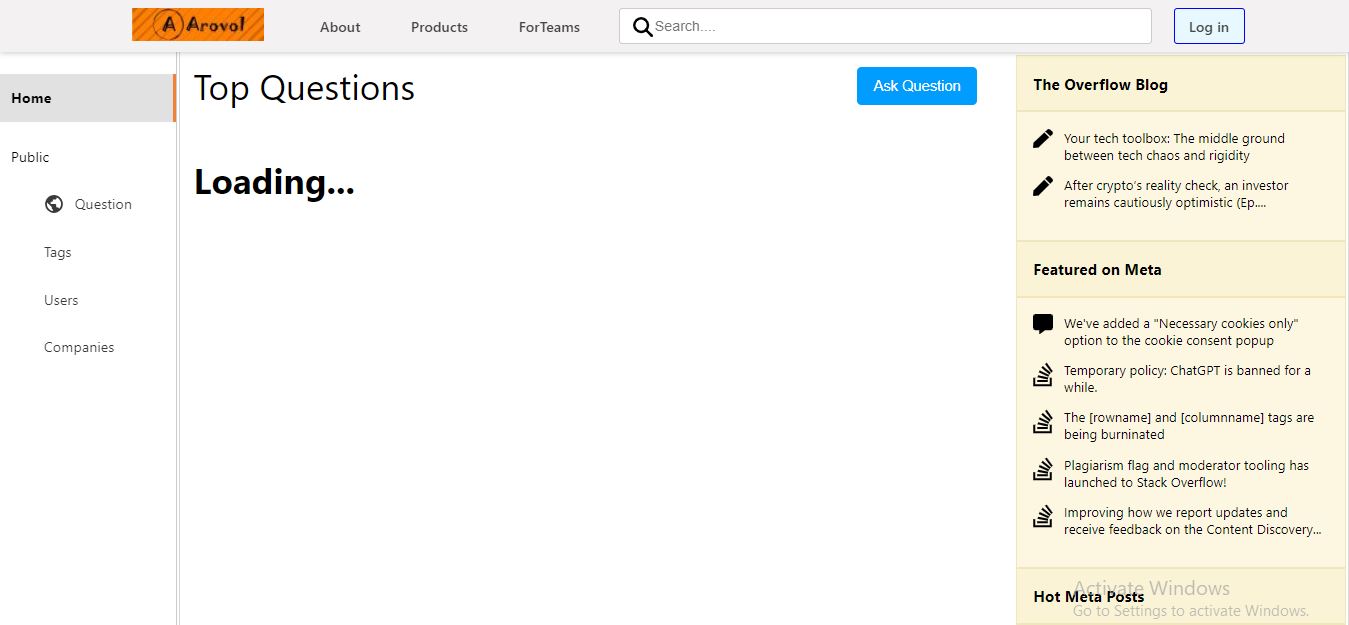 Arovol
About
Products
ForTeams
Search....
Log in
Home
Public
Question
Tags
Users
Companies
Top Questions
Ask Question
Loading...
The Overflow Blog
Your tech toolbox: The middle ground
between tech chaos and rigidity
After crypto's reality check, an investor
remains cautiously optimistic (Ep....
Featured on Meta
We've added a "Necessary cookies only"
option to the cookie consent popup
Temporary policy: ChatGPT is banned for a
while.
The [rowname] and [columnname] tags are
being burninated
Plagiarism flag and moderator tooling has
launched to Stack Overflow!
Improving how we report updates and
receive feedback on the Content Discovery...
Hot Meta Posts
Activate Windows
Go to Settings to activate Windows.